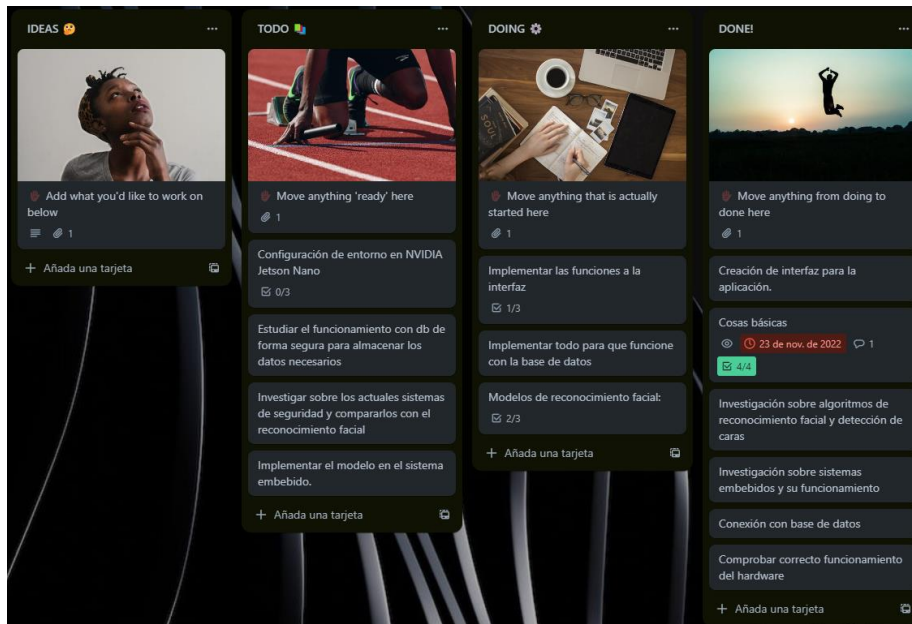 IDEAS 🤔
Add what you'd like to work on
below
1
+ Añada una tarjeta
TODO
Move anything 'ready' here
1
Configuración de entorno en NVIDIA
Jetson Nano
0/3
Estudiar el funcionamiento con db de
forma segura para almacenar los
datos necesarios
Investigar sobre los actuales sistemas
de seguridad y compararlos con el
reconocimiento facial
Implementar el modelo en el sistema
embebido.
+ Añada una tarjeta
DOING ⚙️
Move anything that is actually
started here
1
Implementar las funciones a la
interfaz
1/3
Implementar todo para que funcione
con la base de datos
Modelos de reconocimiento facial:
2/3
+ Añada una tarjeta
DONE!
Move anything from doing to
done here
1
Creación de interfaz para la
aplicación.
Cosas básicas
23 de nov. de 2022 1
4/4
Investigación sobre algoritmos de
reconocimiento facial y detección de
caras
Investigación sobre sistemas
embebidos y su funcionamiento
Conexión con base de datos
Comprobar correcto funcionamiento
del hardware
+ Añada una tarjeta
SOUL